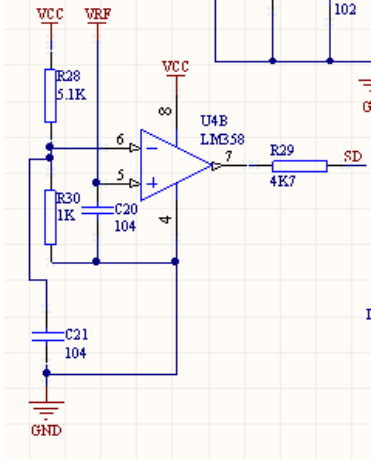 102
VCC
VRF
VCC
R28
5.1K
8
U4B
LM358
6
7
R29
SD
4K7
5
R30
1K
C20
104
4
C21
104
GND